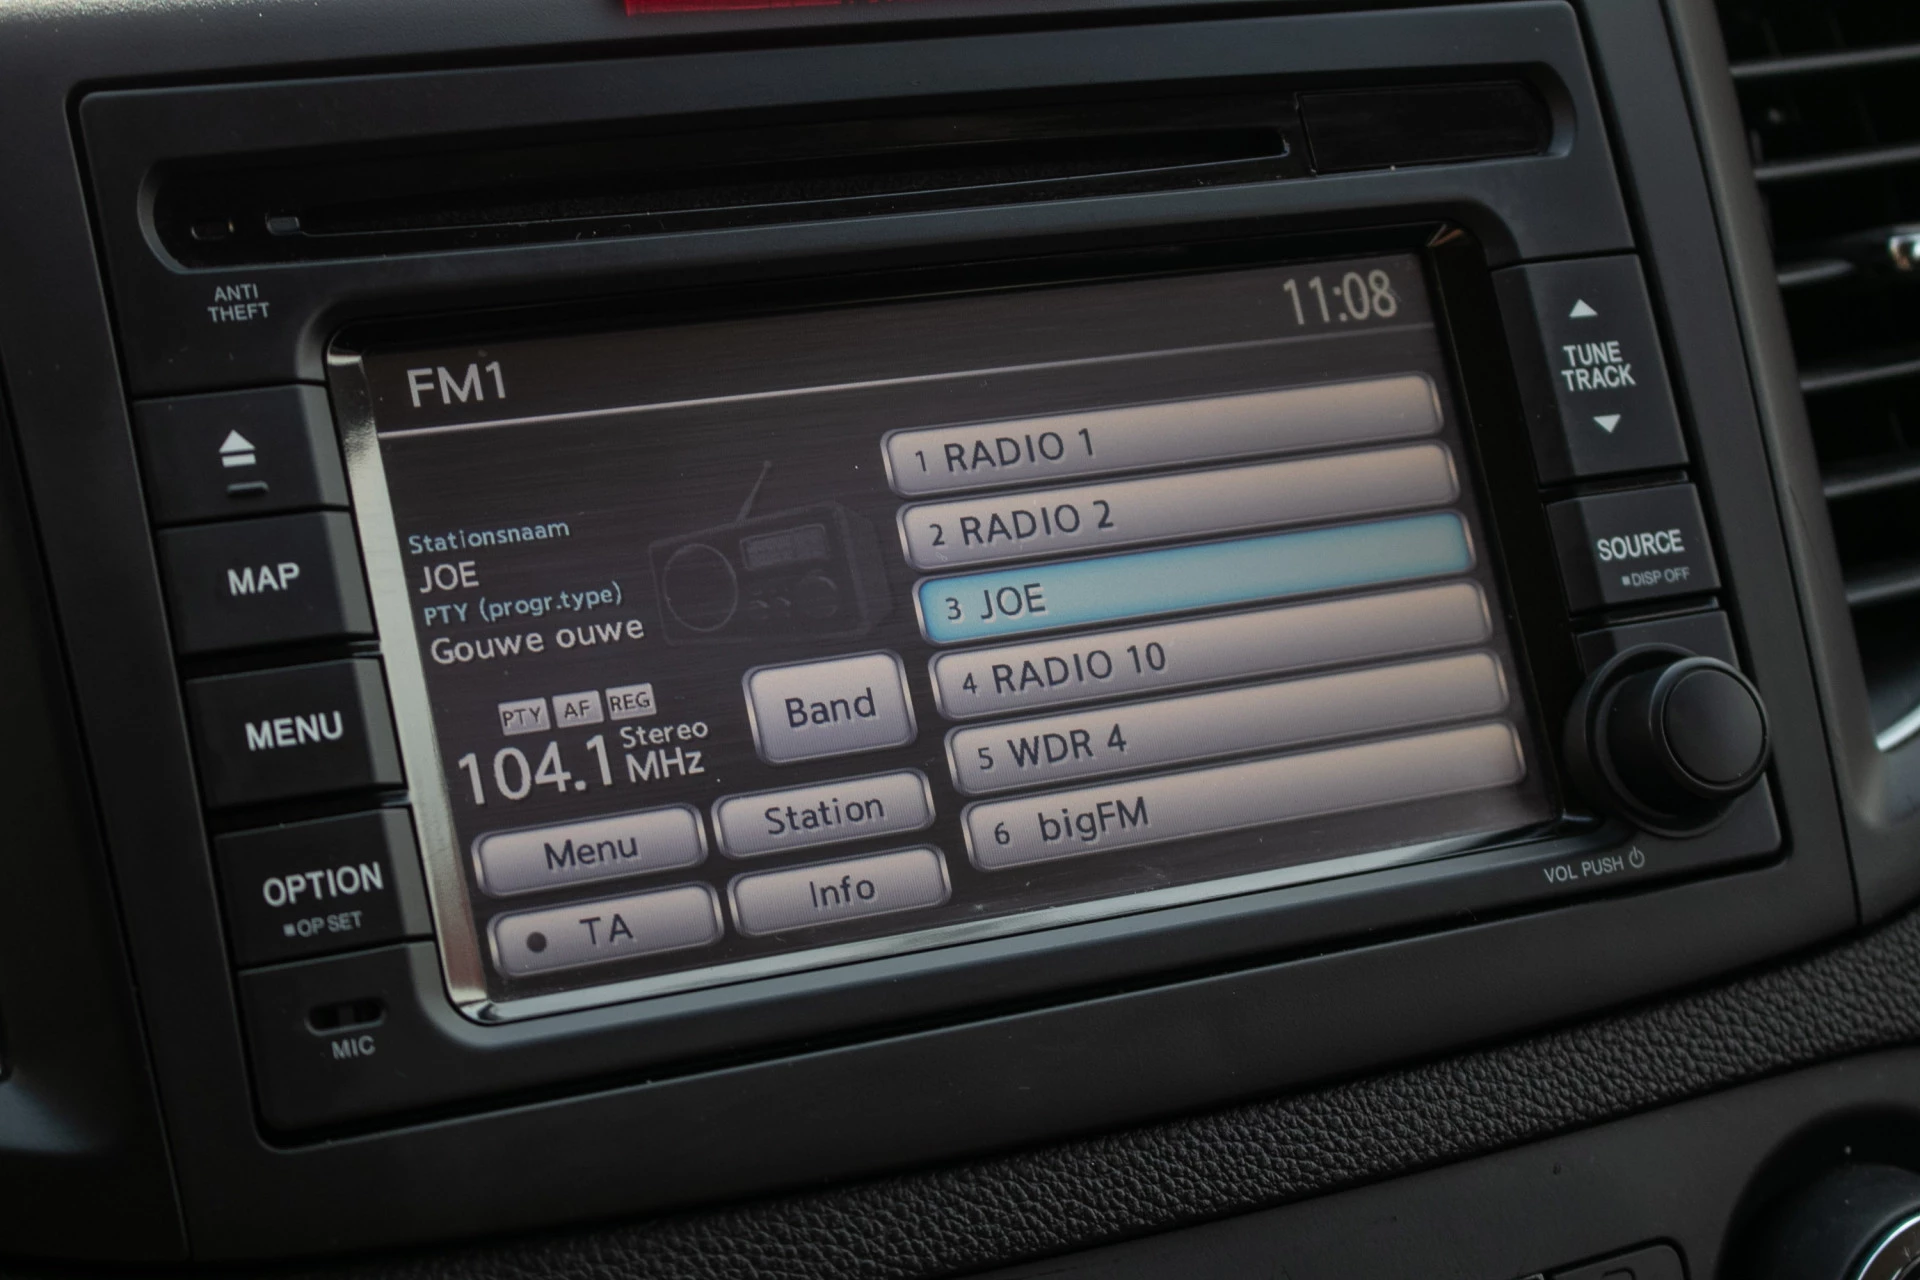 ANTI
THEFT
MAP
MENU
OPTION
OP SET
MIC
FM1
11:08
Stationsnaam
JOE
PTY (progr.type)
Gouwe ouwe
PTY AF REG
104.1 Stereo
MHz
Band
Menu
Station
TA
Info
1 RADIO 1
2 RADIO 2
3 JOE
4 RADIO 10
5 WDR 4
6 bigFM
TUNE
TRACK
SOURCE
DISP OFF
VOL PUSH